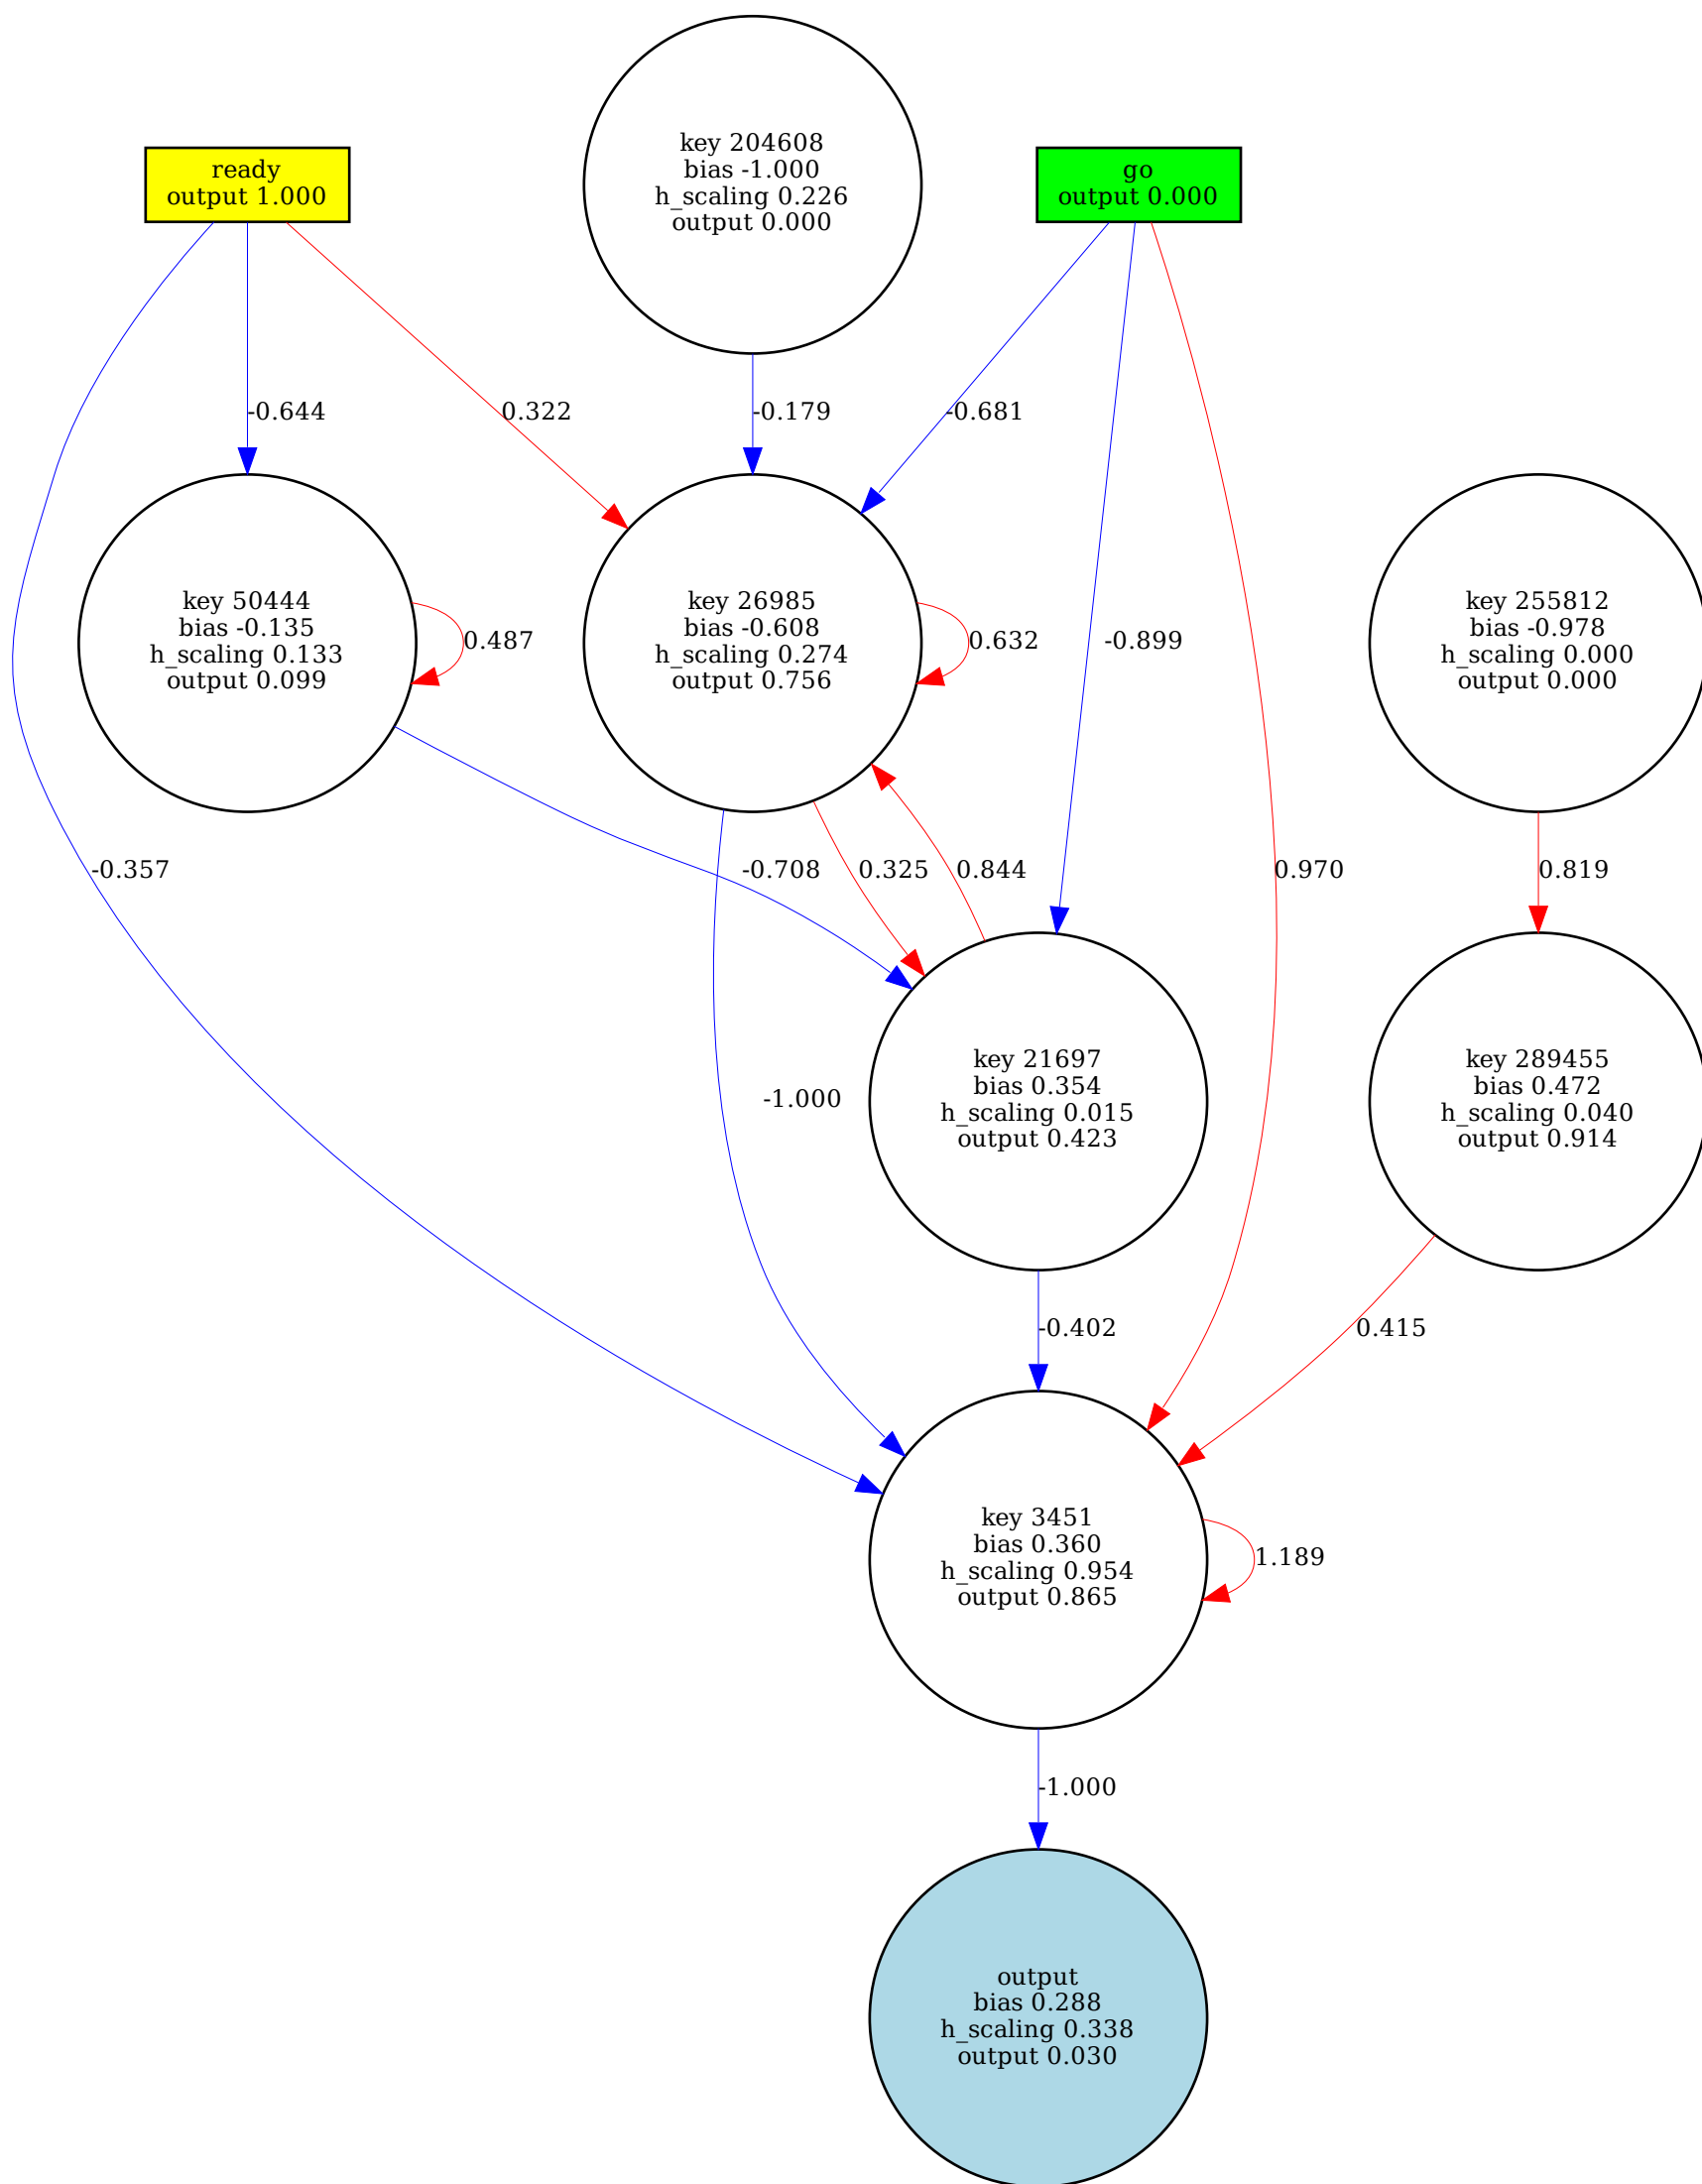 key 204608
bias -1.000
h_scaling 0.226
output 0.000
ready
output 1.000
go
output 0.000
-0.644
0.322
-0.179
-0.681
key 50444
bias -0.135
h_scaling 0.133
output 0.099
0.487
key 26985
bias -0.608
h_scaling 0.274
output 0.756
0.632
-0.899
key 255812
bias -0.978
h_scaling 0.000
output 0.000
-0.357
-0.708
0.325
0.844
0.970
0.819
-1.000
key 21697
bias 0.354
h_scaling 0.015
output 0.423
key 289455
bias 0.472
h_scaling 0.040
output 0.914
-0.402
0.415
key 3451
bias 0.360
h_scaling 0.954
output 0.865
1.189
-1.000
output
bias 0.288
h_scaling 0.338
output 0.030